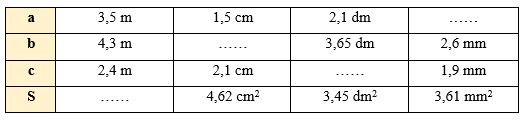 a 3,5 m 1,5 cm 2,1 dm ......
b 4,3 m ...... 3,65 dm 2,6 mm
c 2,4 m 2,1 cm ...... 1,9 mm
S ...... 4,62 cm² 3,45 dm² 3,61 mm²